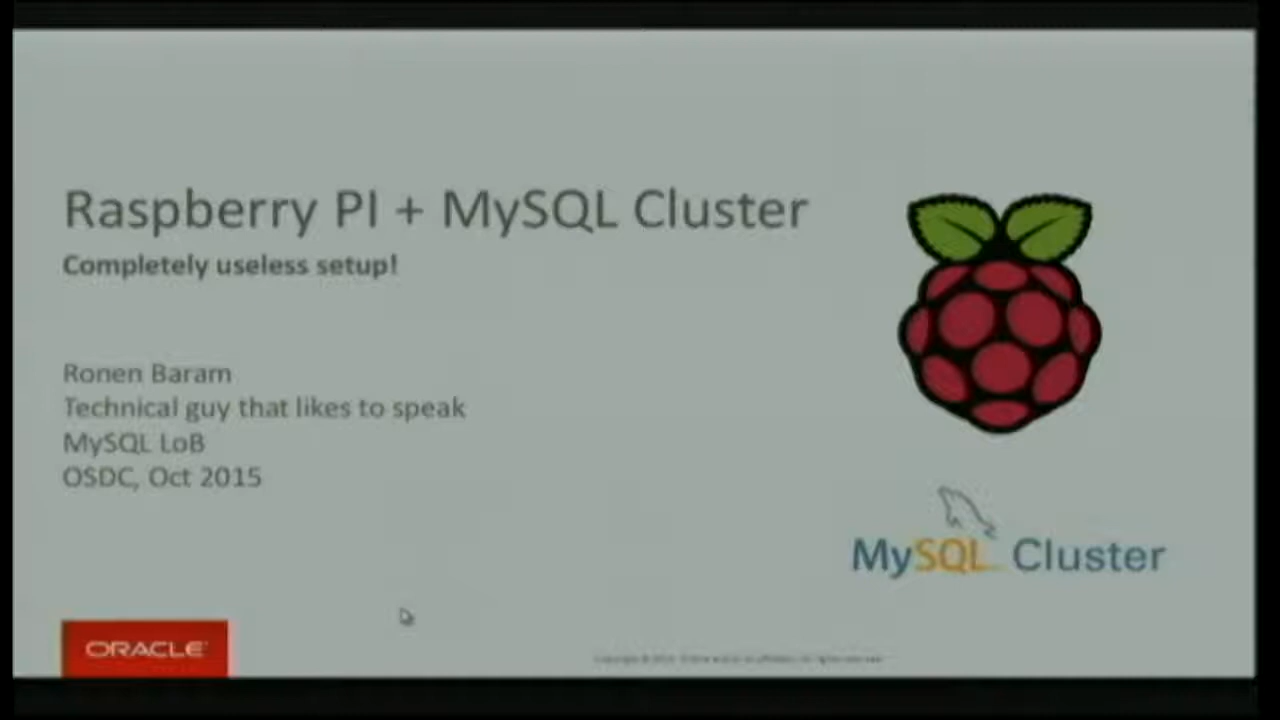 Raspberry PI + MySQL Cluster
Completely useless setup!
Ronen Baram
Technical guy that likes to speak
MySQL LoB
OSDC, Oct 2015
MySQL Cluster
ORACLE